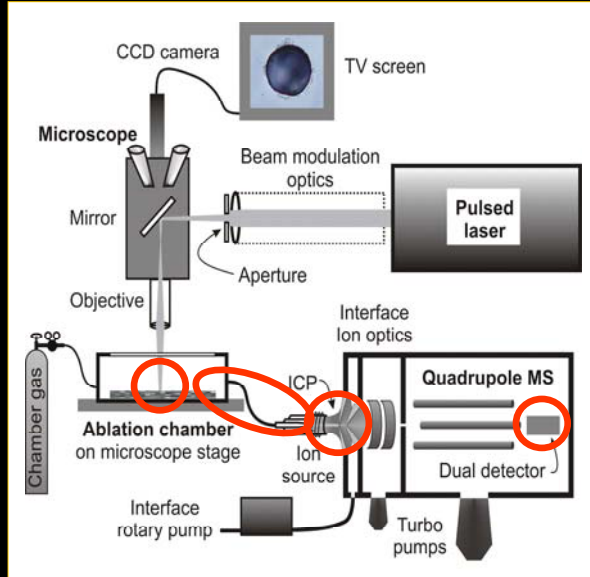 CCD camera
TV screen
Microscope
Beam modulation
optics
Mirror
Pulsed
laser
Aperture
Objective
Interface
Ion optics
Chamber gas
ICP
Quadrupole MS
Ablation chamber
on microscope stage
Ion
source
Dual detector
Interface
rotary pump
Turbo
pumps